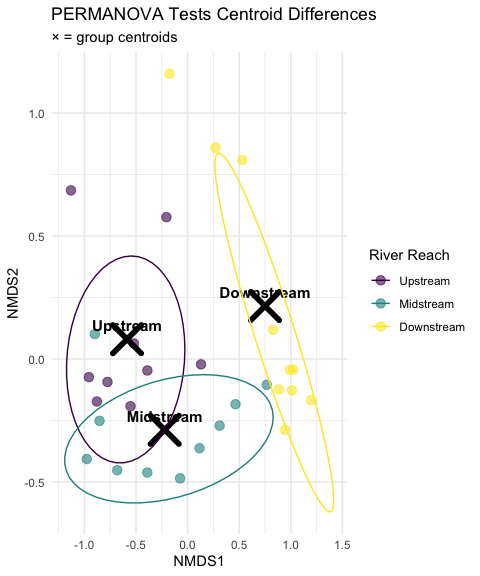 PERMANOVA Tests Centroid Differences
× = group centroids
1.0
0.5
0.0
-0.5
NMDS2
Downstream
Upstream
Midstream
-1.0 -0.5 0.0 0.5 1.0 1.5
NMDS1
River Reach
Upstream
Midstream
Downstream